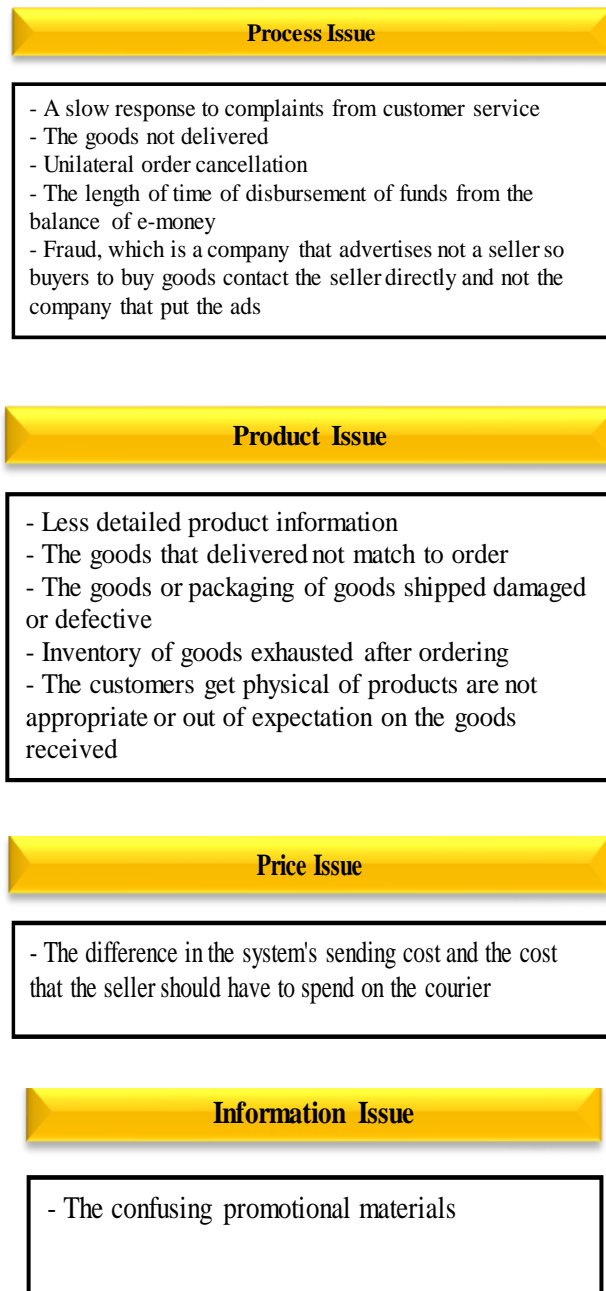 Process Issue
- A slow response to complaints from customer service
- The goods not delivered
- Unilateral order cancellation
- The length of time of disbursement of funds from the
balance of e-money
- Fraud, which is a company that advertises not a seller so
buyers to buy goods contact the seller directly and not the
company that put the ads
Product Issue
- Less detailed product information
- The goods that delivered not match to order
- The goods or packaging of goods shipped damaged
or defective
- Inventory of goods exhausted after ordering
- The customers get physical of products are not
appropriate or out of expectation on the goods
received
Price Issue
- The difference in the system's sending cost and the cost
that the seller should have to spend on the courier
Information Issue
- The confusing promotional materials